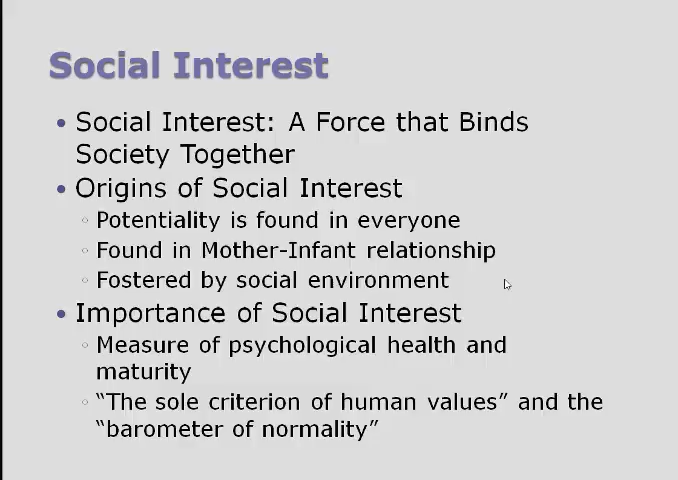 Social Interest
• Social Interest: A Force that Binds
Society Together
• Origins of Social Interest
◦ Potentiality is found in everyone
◦ Found in Mother-Infant relationship
◦ Fostered by social environment
• Importance of Social Interest
◦ Measure of psychological health and
maturity
◦ “The sole criterion of human values” and the
“barometer of normality”